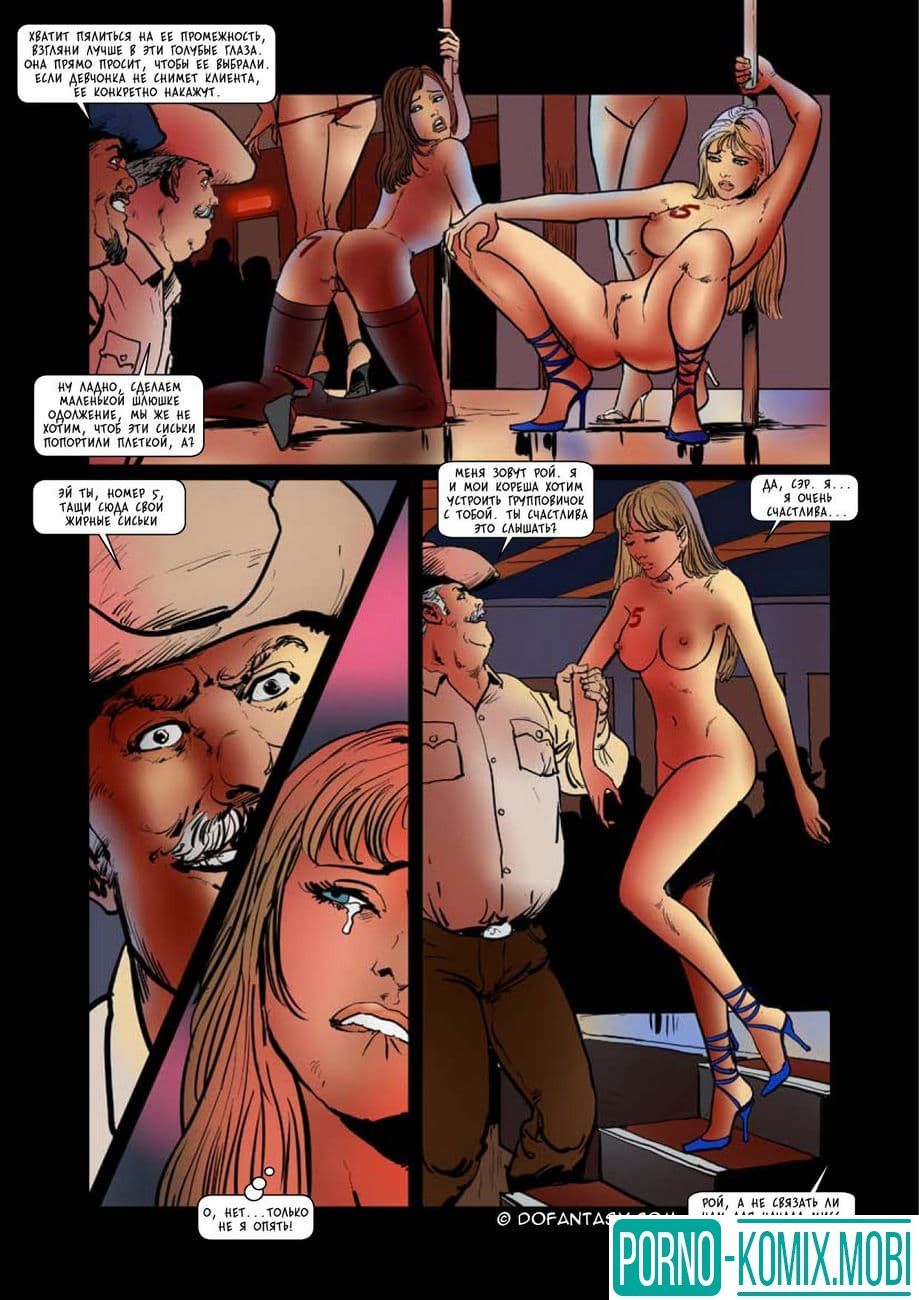 ХВАТИТ ПЯЛИТЬСЯ НА ЕЕ ПРОМЕЖНОСТЬ,
ВЗГЛЯНИ ЛУЧШЕ В ЭТИ ГОЛУБЫЕ ГЛАЗА.
ОНА ПРЯМО ПРОСИТ, ЧТОБЫ ЕЕ ВЫБРАЛИ.
ЕСЛИ ДЕВЧОНКА НЕ СНИМЕТ КЛИЕНТА,
ЕЕ КОНКРЕТНО НАКАЖУТ.
7
5
НУ ЛАДНО, СДЕЛАЕМ
МАЛЕНЬКОЙ ШЛЮШКЕ
ОДОЛЖЕНИЕ, МЫ ЖЕ НЕ
ХОТИМ, ЧТОБ ЭТИ СИСЬКИ
ПОПОРТИЛИ ПЛЕТКОЙ, А?
ЭЙ ТЫ, НОМЕР 5,
ТАЩИ СЮДА СВОИ
ЖИРНЫЕ СИСЬКИ
О, НЕТ...ТОЛЬКО
НЕ Я ОПЯТЬ!
МЕНЯ ЗОВУТ РОЙ. Я
И МОИ КОРЕША ХОТИМ
УСТРОИТЬ ГРУППОВИЧОК
С ТОБОЙ. ТЫ СЧАСТЛИВА
ЭТО СЛЫШАТЬ?
ДА, СЭР. Я...
Я ОЧЕНЬ
СЧАСТЛИВА...
5
РОЙ, А НЕ СВЯЗАТЬ ЛИ
© DOFANTASY.COM
PORNO-KOMIX.MOBI